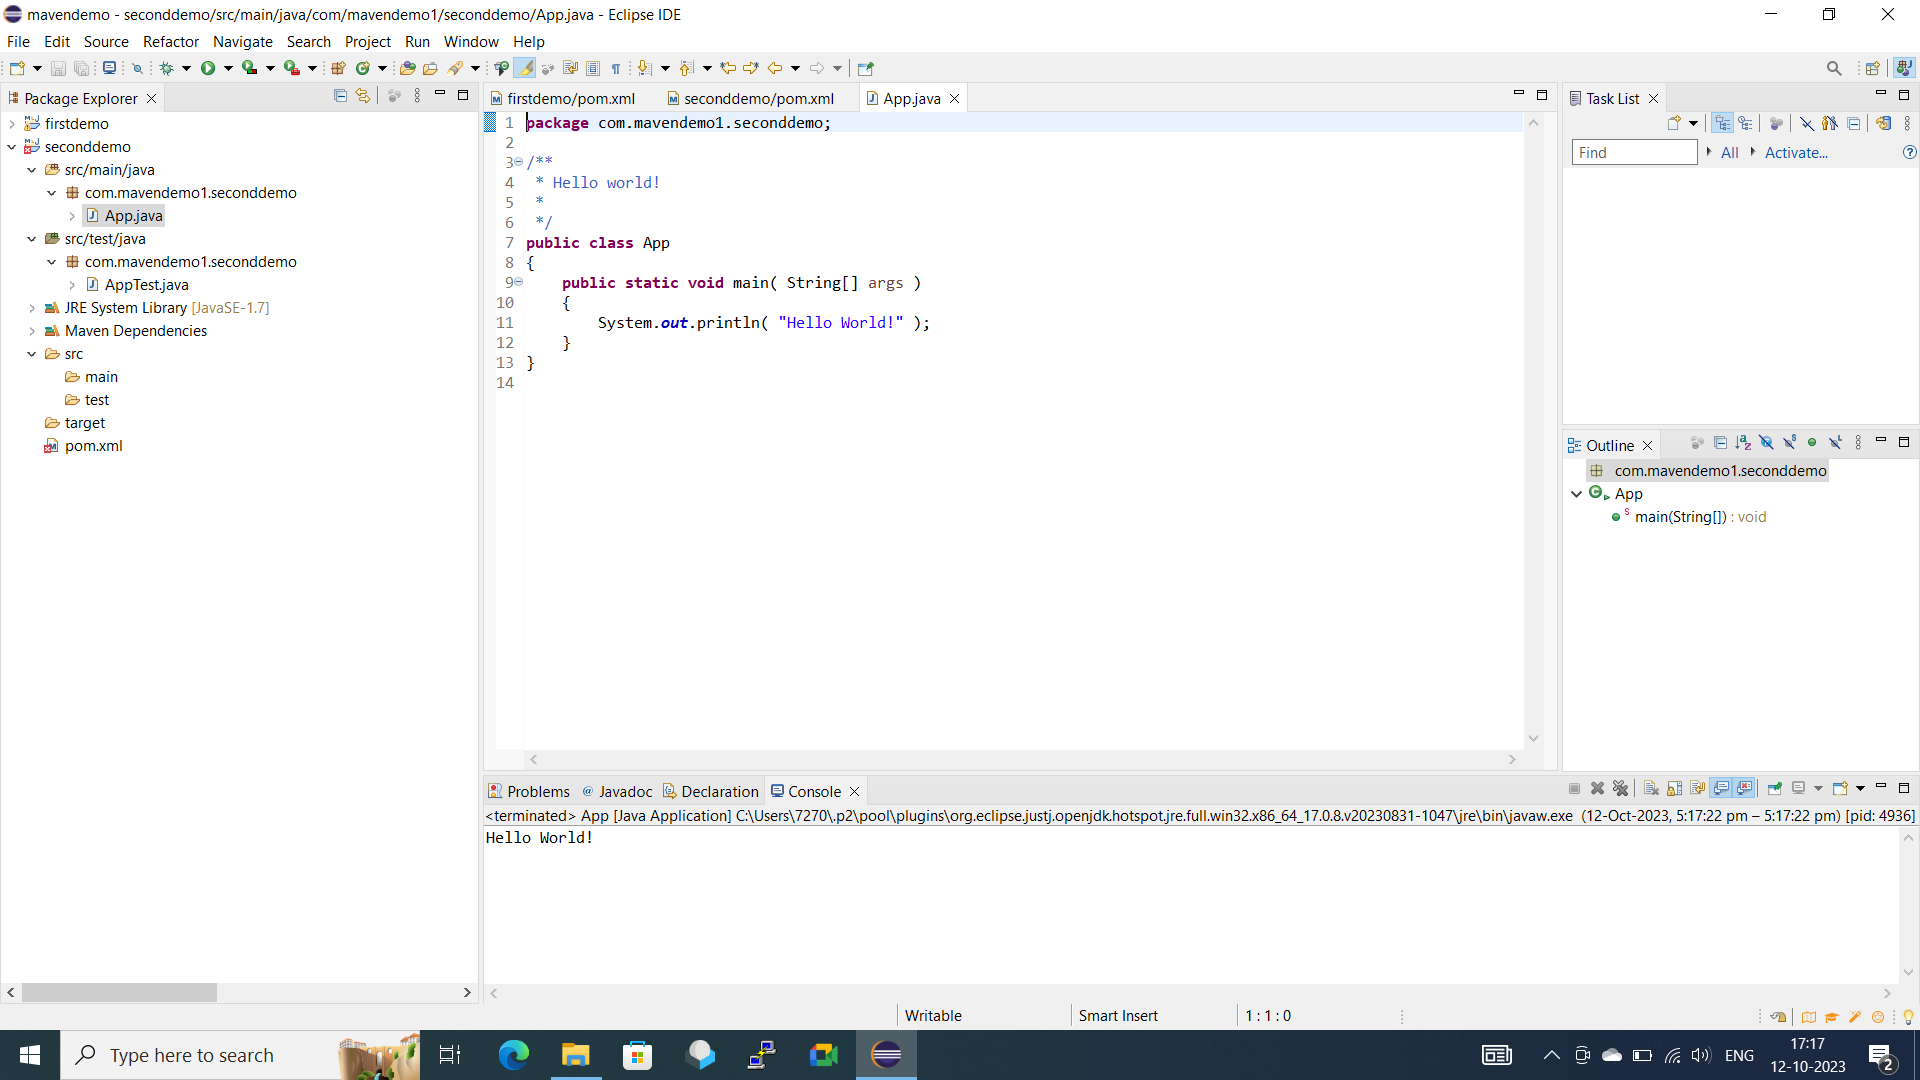 mavendemo - seconddemo/src/main/java/com/mavendemo1/seconddemo/App.java - Eclipse IDE
File Edit Source Refactor Navigate Search Project Run Window Help
Package Explorer
firstdemo
seconddemo
src/main/java
com.mavendemo1.seconddemo
App.java
src/test/java
com.mavendemo1.seconddemo
AppTest.java
JRE System Library [JavaSE-1.7]
Maven Dependencies
src
main
test
target
pom.xml
firstdemo/pom.xml seconddemo/pom.xml App.java
1 package com.mavendemo1.seconddemo;
2
3 /**
4  * Hello world!
5  *
6  */
7 public class App
8 {
9     public static void main( String[] args )
10     {
11         System.out.println( "Hello World!" );
12     }
13 }
14
Task List
Find All Activate...
Outline
com.mavendemo1.seconddemo
App
main(String[]) : void
Problems Javadoc Declaration Console
<terminated> App [Java Application] C:\Users\7270\.p2\pool\plugins\org.eclipse.justj.openjdk.hotspot.jre.full.win32.x86_64_17.0.8.v20230831-1047\jre\bin\javaw.exe (12-Oct-2023, 5:17:22 pm – 5:17:22 pm) [pid: 4936]
Hello World!
Writable Smart Insert 1 : 1 : 0
Type here to search
ENG
17:17
12-10-2023
2